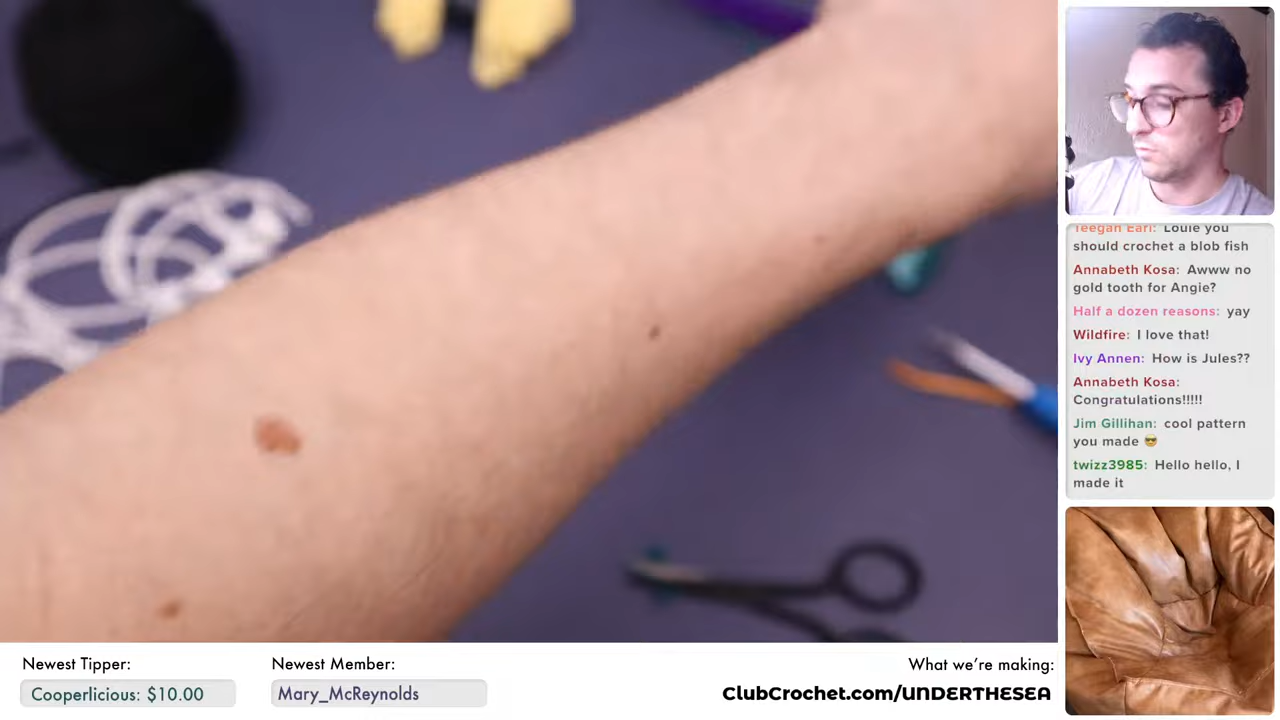 Teegan Earl: Louie you
should crochet a blob fish
Annabeth Kosa: Awww no
gold tooth for Angie?
Half a dozen reasons: yay
Wildfire: I love that!
Ivy Annen: How is Jules??
Annabeth Kosa:
Congratulations!!!!!
Jim Gillihan: cool pattern
you made 😎
twizz3985: Hello hello, I
made it
Newest Tipper:
Cooperlicious: $10.00
Newest Member:
Mary_McReynolds
What we're making:
ClubCrochet.com/UNDERTHESEA